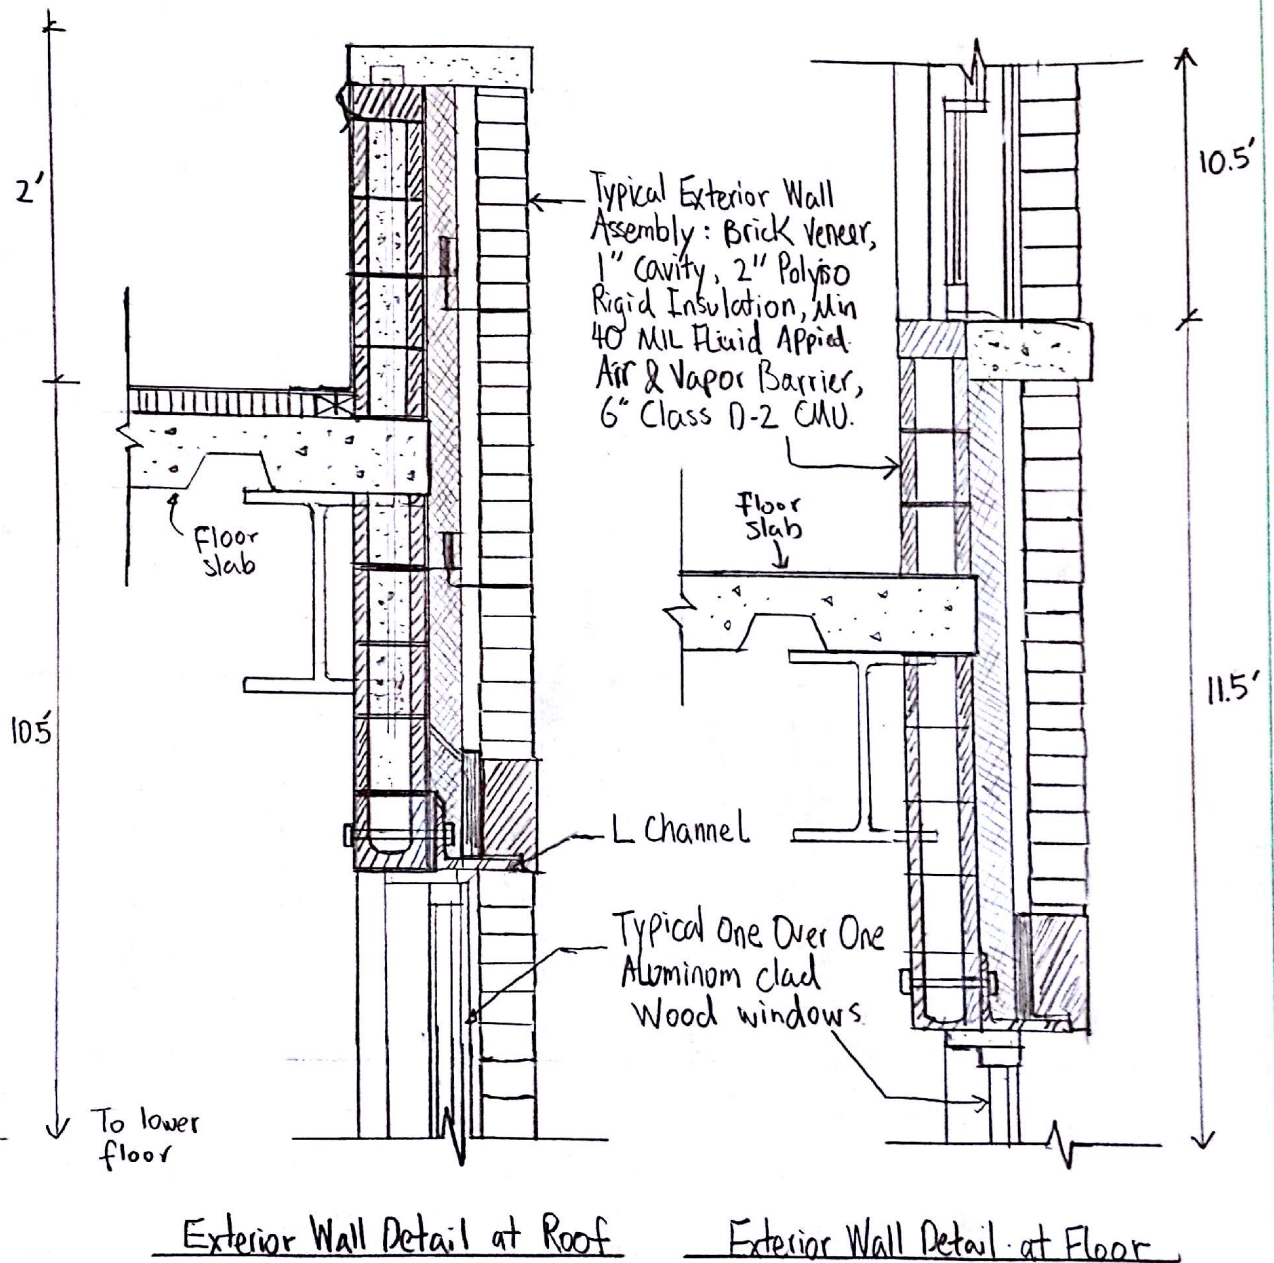 2'
10.5'
Typical Exterior Wall
Assembly: Brick Veneer,
1" Cavity, 2" Polyiso
Rigid Insulation, Min
40 MIL Fluid Appied
Air & Vapor Barrier,
6" Class D-2 CMU.
Floor
slab
floor
slab
10.5'
11.5'
L Channel
Typical One Over One
Aluminom clad
Wood windows
To lower
floor
Exterior Wall Detail at Roof
Exterior Wall Detail at Floor